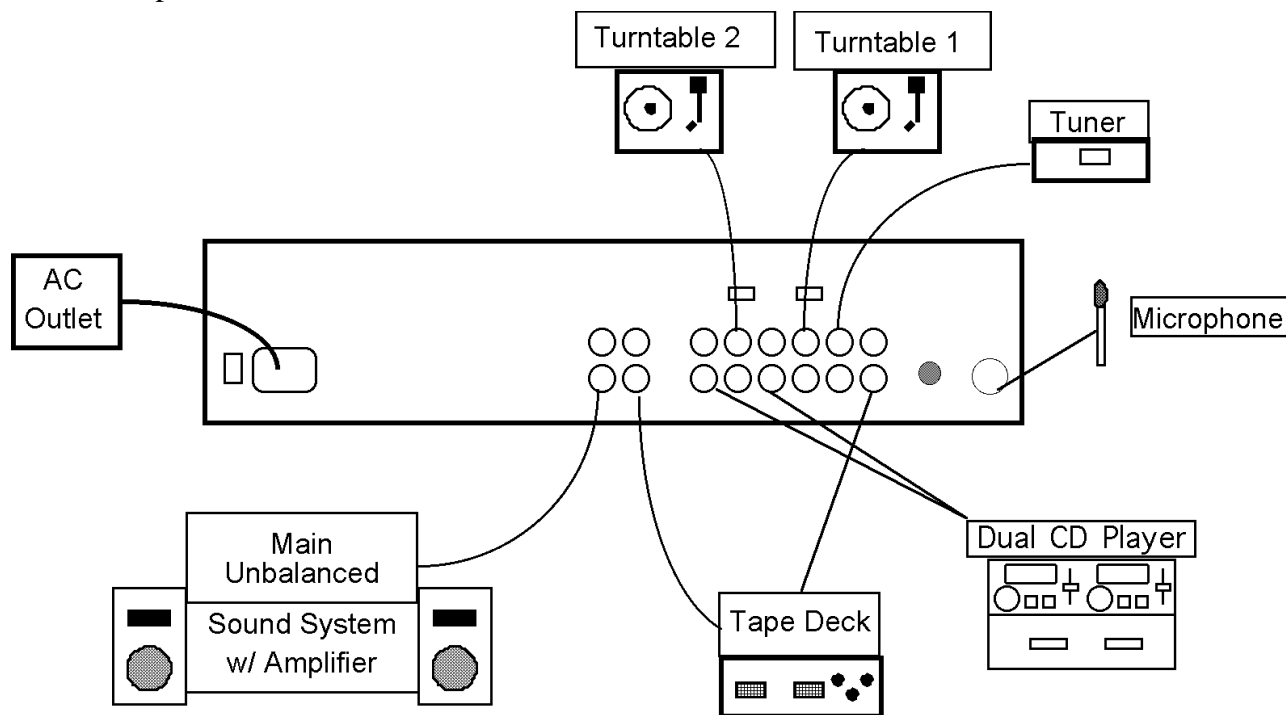 Turntable 2
Turntable 1
Tuner
AC
Outlet
Microphone
Main
Unbalanced
Sound System
w/ Amplifier
Tape Deck
Dual CD Player